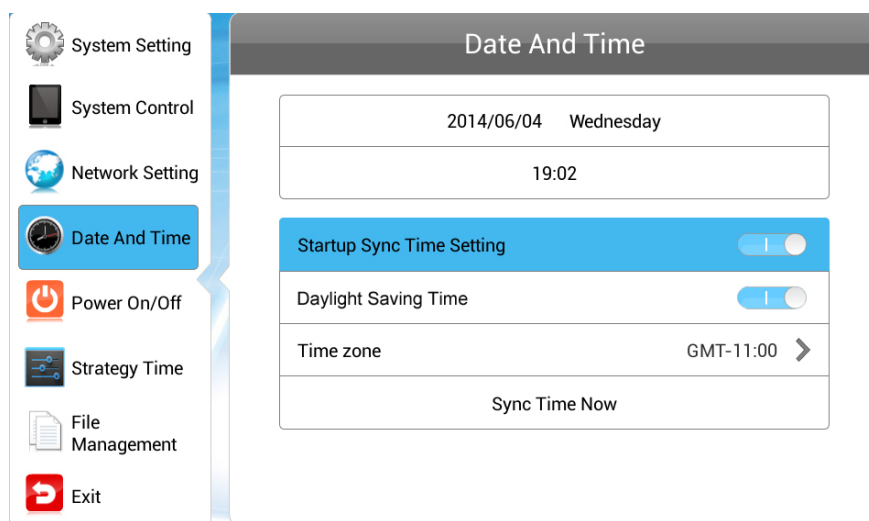 System Setting
System Control
Network Setting
Date And Time
Power On/Off
Strategy Time
File
Management
Exit
Date And Time
2014/06/04 Wednesday
19:02
Startup Sync Time Setting
Daylight Saving Time
Time zone GMT-11:00
Sync Time Now